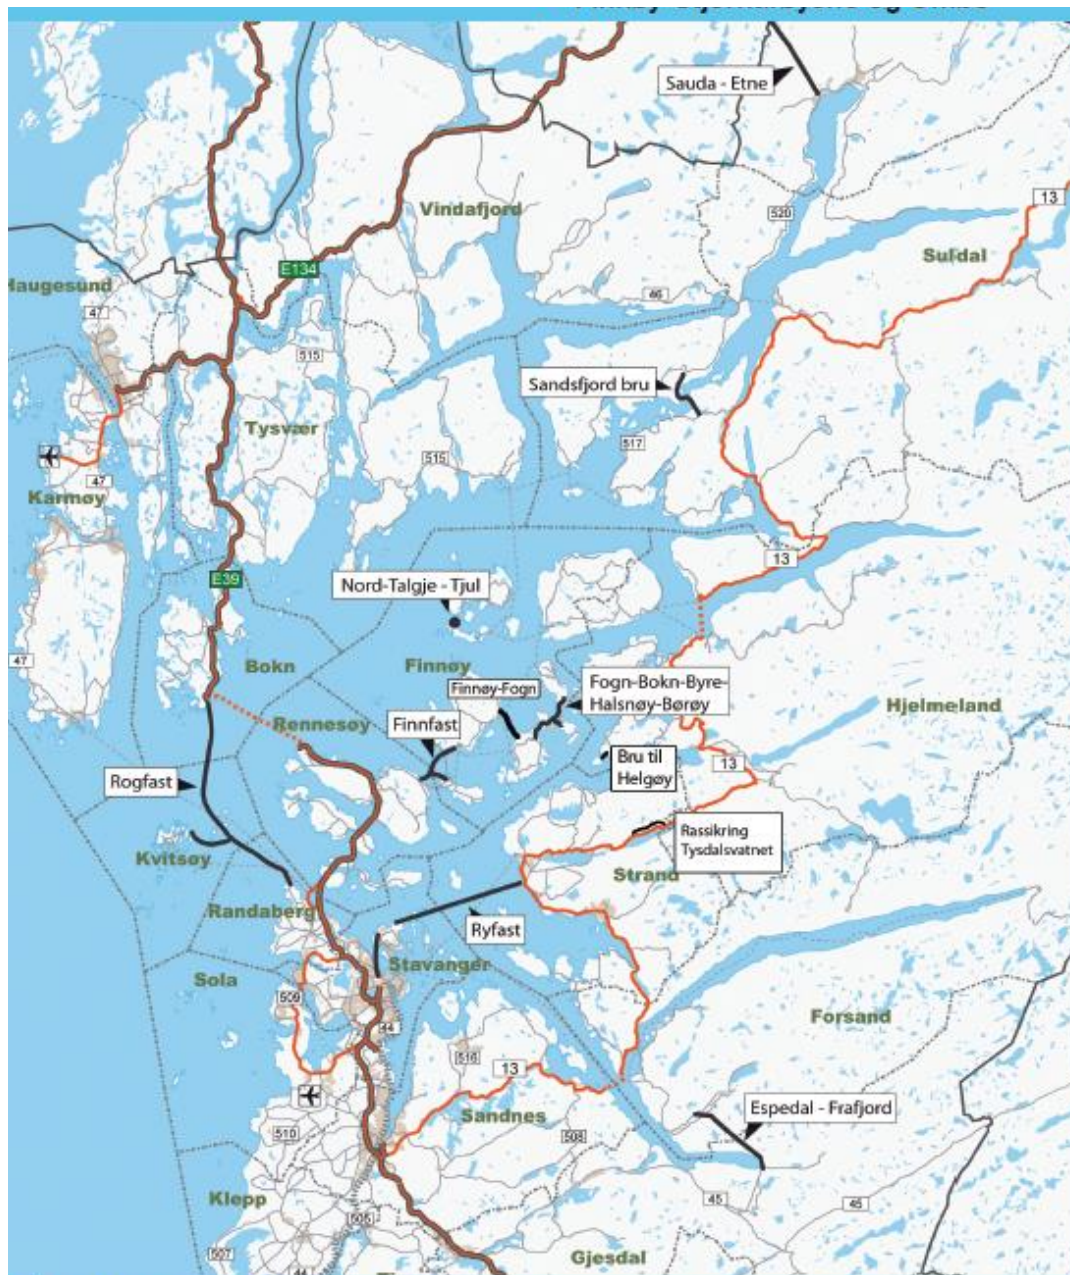 Sauda - Etne
13
Vindafjord
520
Suldal
E134
Haugesund
46
47
515
Sandsfjord bru
Tysvær
517
515
47
Karmøy
13
E39
Nord-Talgje - Tjul
47
Bokn
Finnøy
Fogn-Bokn-Byre-
Halsnøy-Børøy
Finnøy-Fogn
Hjelmeland
Rennesøy
Finnfast
Bru til
Helgøy
13
Rogfast
Rassikring
Tysdalsvatnet
Kvitsøy
Strand
Randaberg
Ryfast
Stavanger
Sola
509
Forsand
44
516
13
Espedal - Frafjord
Sandnes
510
508
Klepp
45
45
505
507
Gjesdal
44